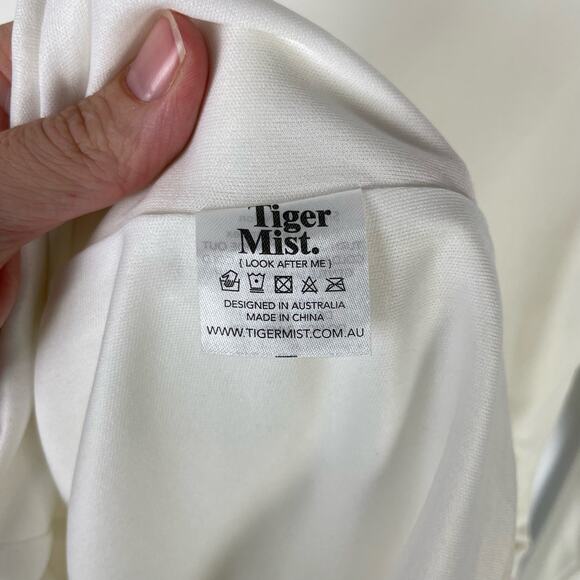 Tiger
Mist.
{ LOOK AFTER ME }
DESIGNED IN AUSTRALIA
MADE IN CHINA
WWW.TIGERMIST.COM.AU